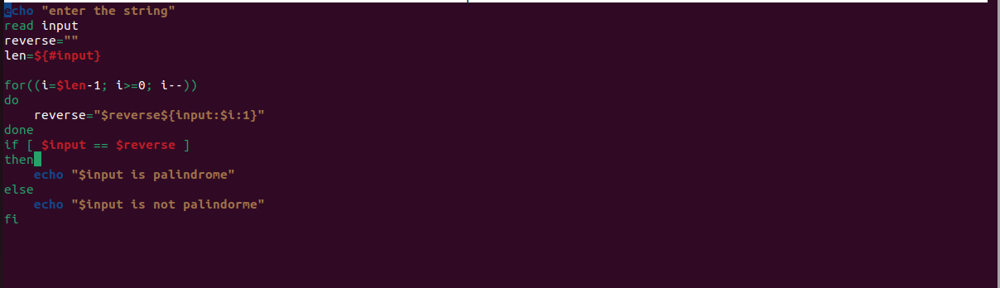 echo "enter the string"
read input
reverse=""
len=${#input}
for((i=$len-1; i>=0; i--))
do
reverse="$reverse${input:$i:1}"
done
if [ $input == $reverse ]
then
echo "$input is palindrome"
else
echo "$input is not palindorme"
fi